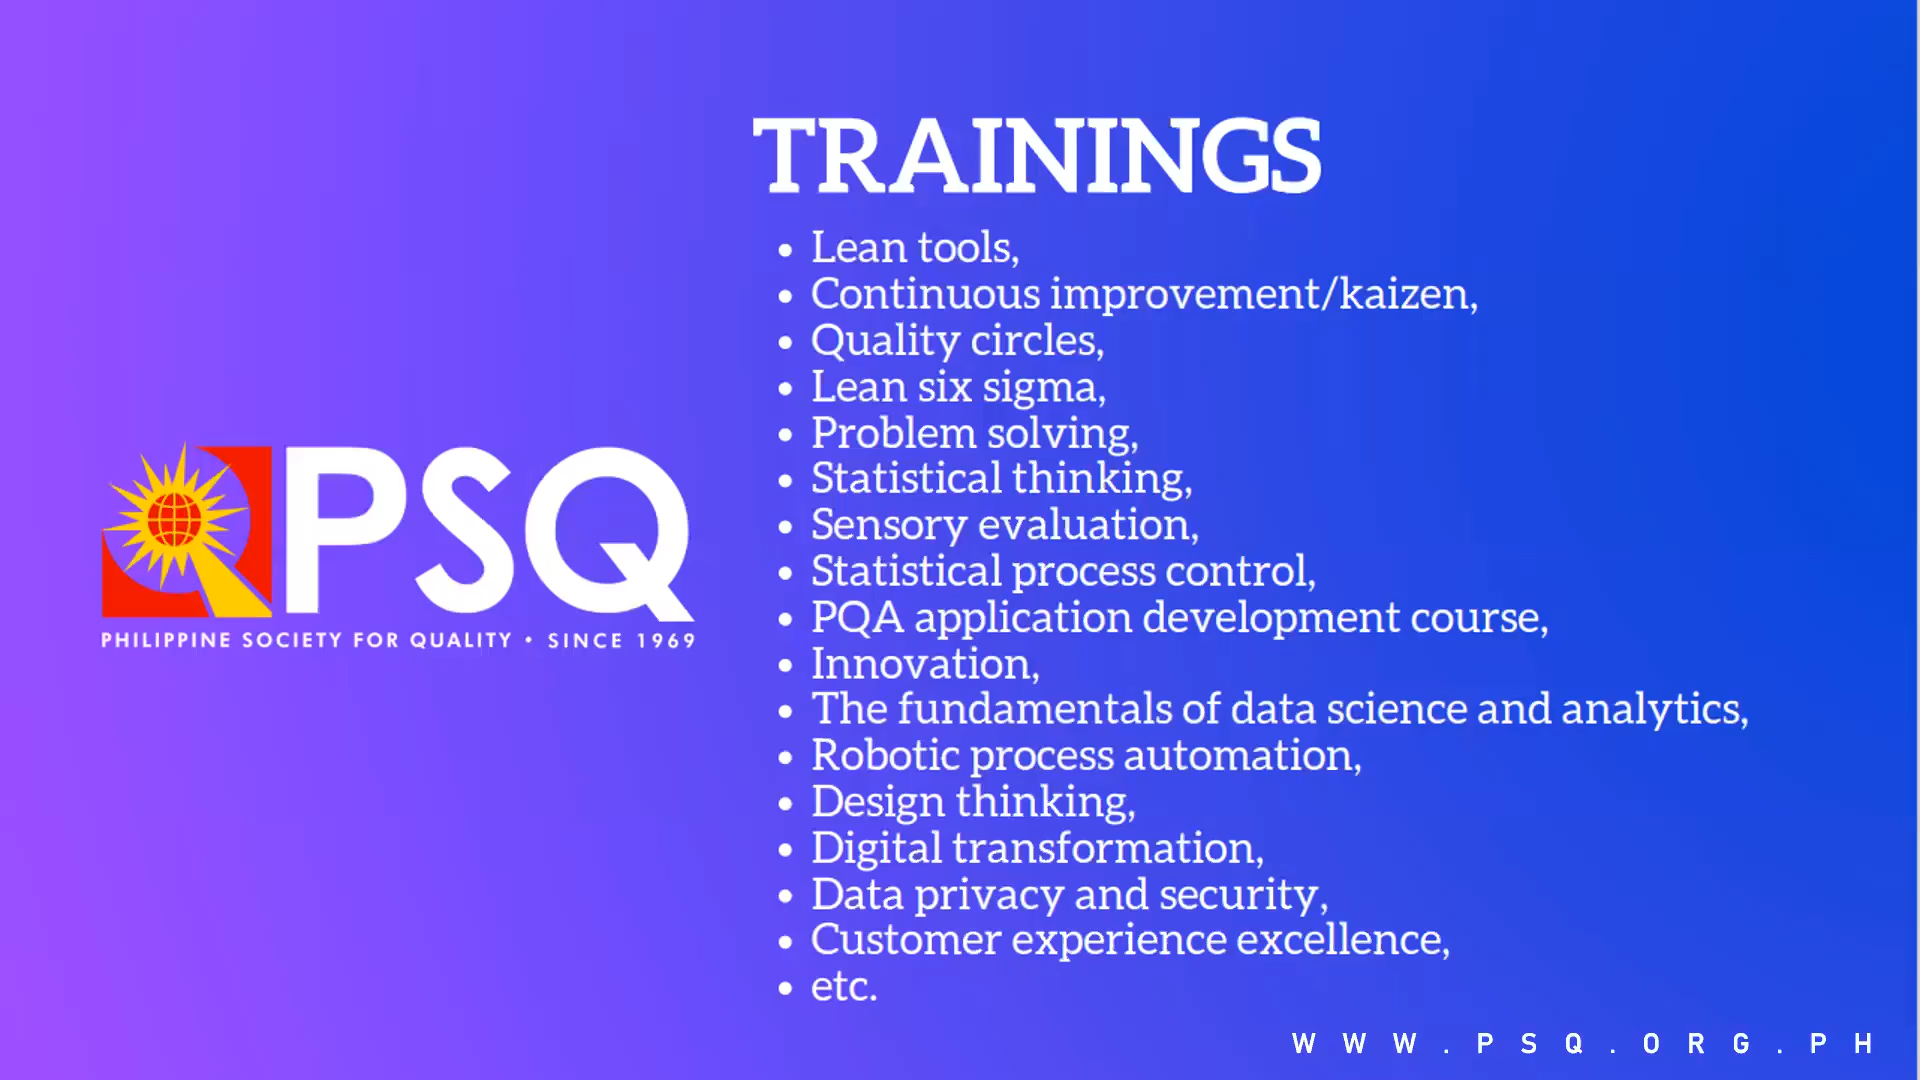 TRAININGS
• Lean tools,
• Continuous improvement/kaizen,
• Quality circles,
• Lean six sigma,
• Problem solving,
• Statistical thinking,
• Sensory evaluation,
• Statistical process control,
• PQA application development course,
• Innovation,
• The fundamentals of data science and analytics,
• Robotic process automation,
• Design thinking,
• Digital transformation,
• Data privacy and security,
• Customer experience excellence,
• etc.
PSQ
PHILIPPINE SOCIETY FOR QUALITY • SINCE 1969
WWW.PSQ.ORG.PH